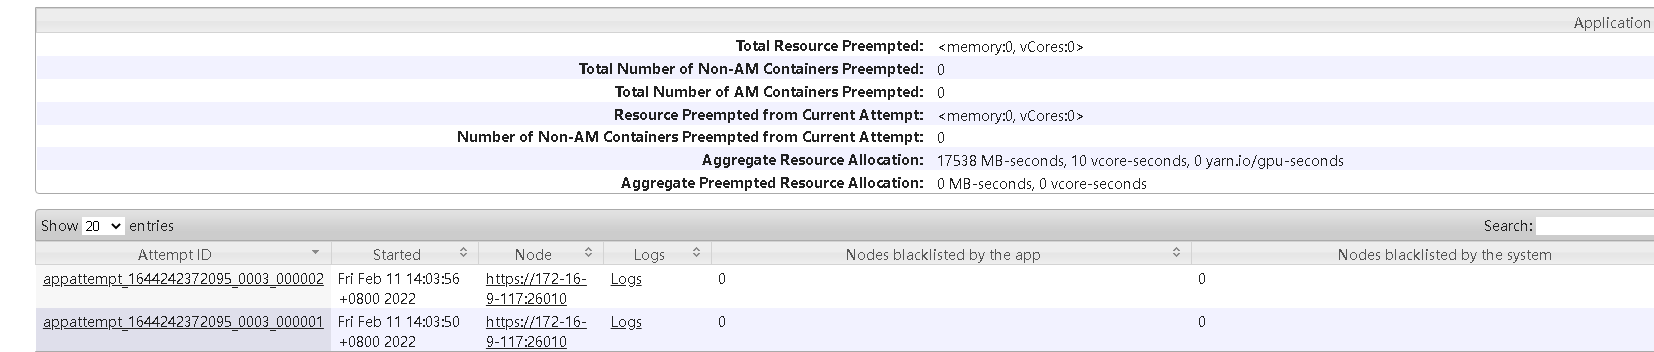 Application
Total Resource Preempted: <memory:0, vCores:0>
Total Number of Non-AM Containers Preempted: 0
Total Number of AM Containers Preempted: 0
Resource Preempted from Current Attempt: <memory:0, vCores:0>
Number of Non-AM Containers Preempted from Current Attempt: 0
Aggregate Resource Allocation: 17538 MB-seconds, 10 vcore-seconds, 0 yarn.io/gpu-seconds
Aggregate Preempted Resource Allocation: 0 MB-seconds, 0 vcore-seconds
Show 20 entries Search:
Attempt ID Started Node Logs Nodes blacklisted by the app Nodes blacklisted by the system
appattempt_1644242372095_0003_000002 Fri Feb 11 14:03:56 https://172-16- Logs 0 0
+0800 2022 9-117:26010
appattempt_1644242372095_0003_000001 Fri Feb 11 14:03:50 https://172-16- Logs 0 0
+0800 2022 9-117:26010